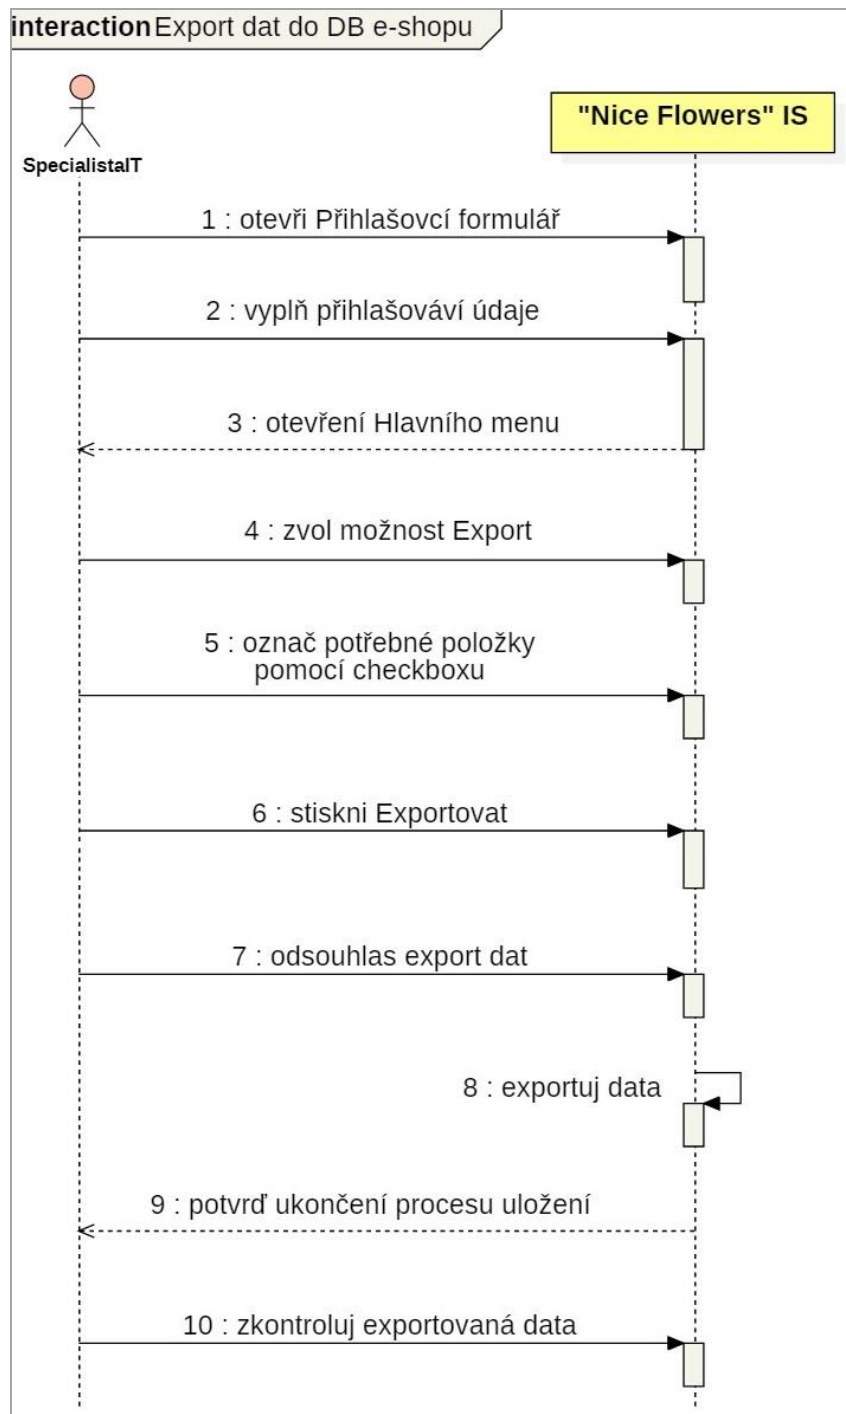 interaction Export dat do DB e-shopu
"Nice Flowers" IS
SpecialistaIT
1 : otevři Přihlašovcí formulář
2 : vyplň přihlašováví údaje
3 : otevření Hlavního menu
4 : zvol možnost Export
5 : označ potřebné položky
pomocí checkboxu
6 : stiskni Exportovat
7 : odsouhlas export dat
8 : exportuj data
9 : potvrď ukončení procesu uložení
10 : zkontroluj exportovaná data